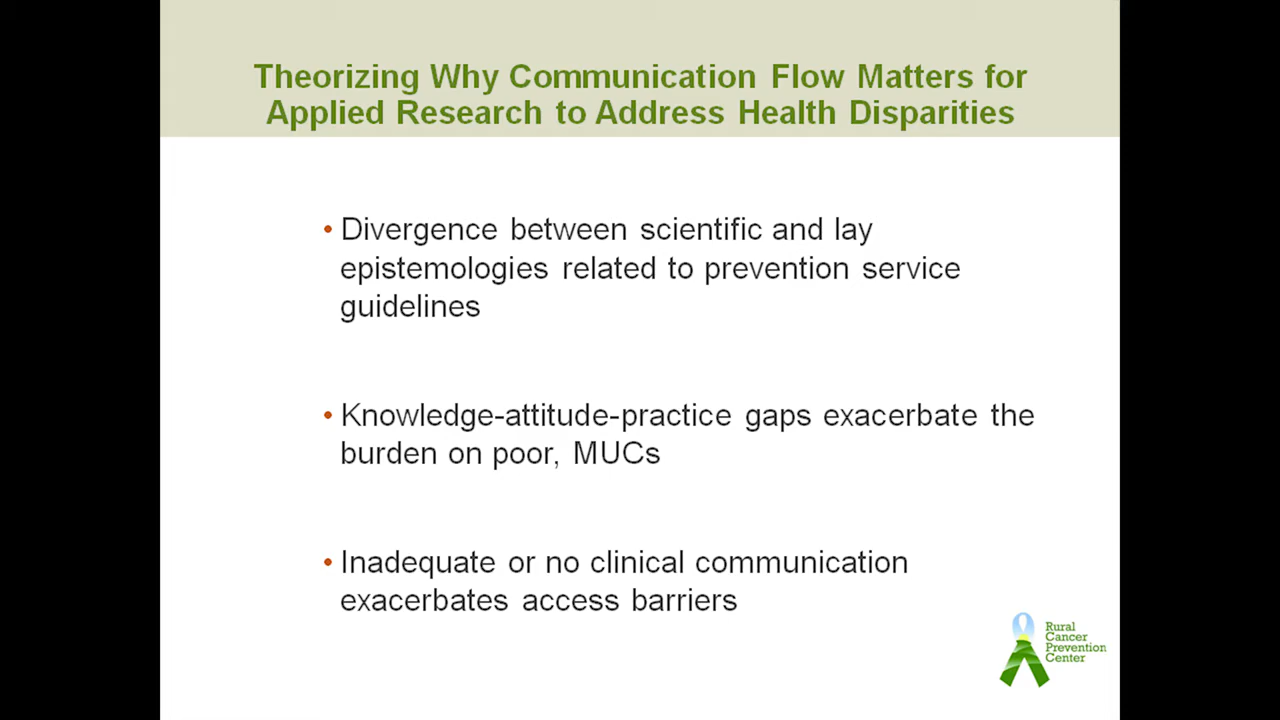 Theorizing Why Communication Flow Matters for
Applied Research to Address Health Disparities
• Divergence between scientific and lay
epistemologies related to prevention service
guidelines
• Knowledge-attitude-practice gaps exacerbate the
burden on poor, MUCs
• Inadequate or no clinical communication
exacerbates access barriers
Rural
Cancer
Prevention
Center